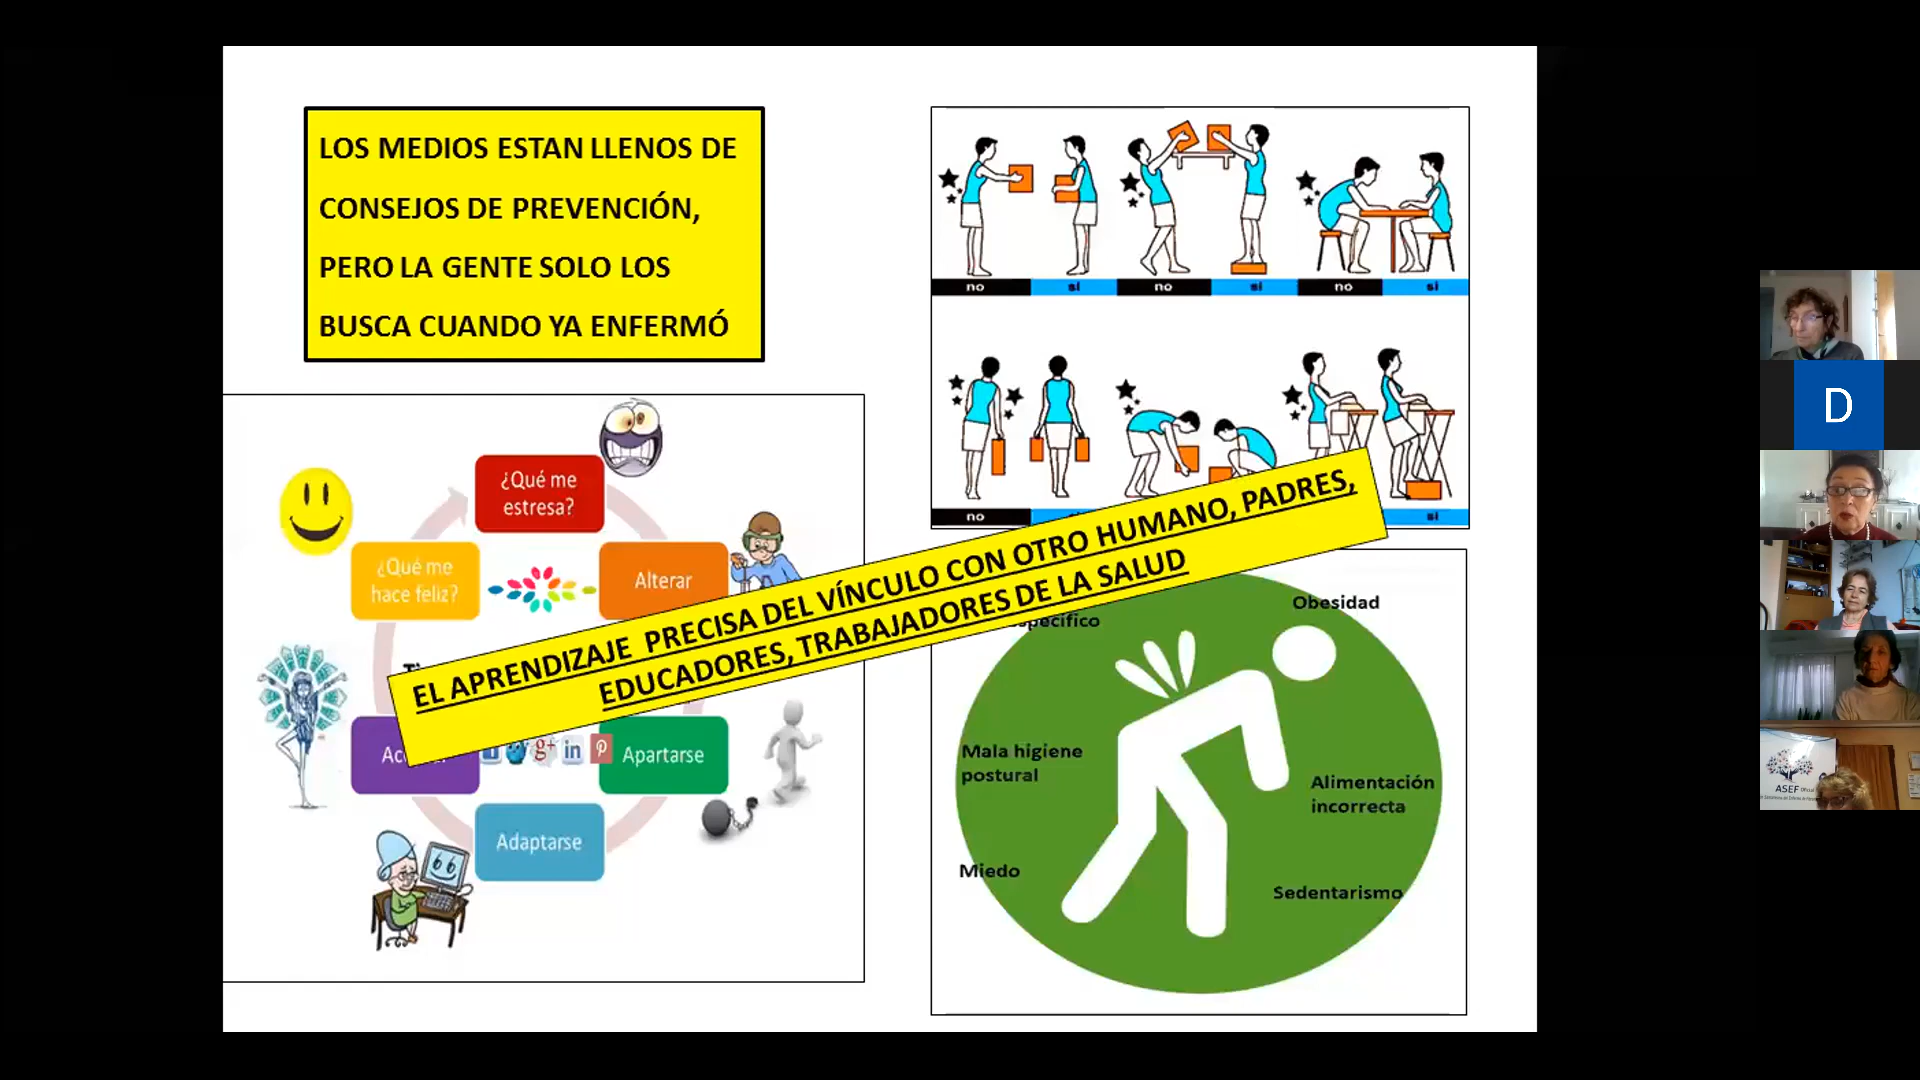 LOS MEDIOS ESTAN LLENOS DE
CONSEJOS DE PREVENCIÓN,
PERO LA GENTE SOLO LOS
BUSCA CUANDO YA ENFERMÓ
no
si
no
si
no
si
no
si
¿Qué me
estresa?
¿Qué me
hace feliz?
Alterar
Apartarse
Adaptarse
g+
in
EL APRENDIZAJE PRECISA DEL VÍNCULO CON OTRO HUMANO, PADRES,
EDUCADORES, TRABAJADORES DE LA SALUD
Obesidad
Mala higiene
postural
Alimentación
incorrecta
Miedo
Sedentarismo
D
ASEF